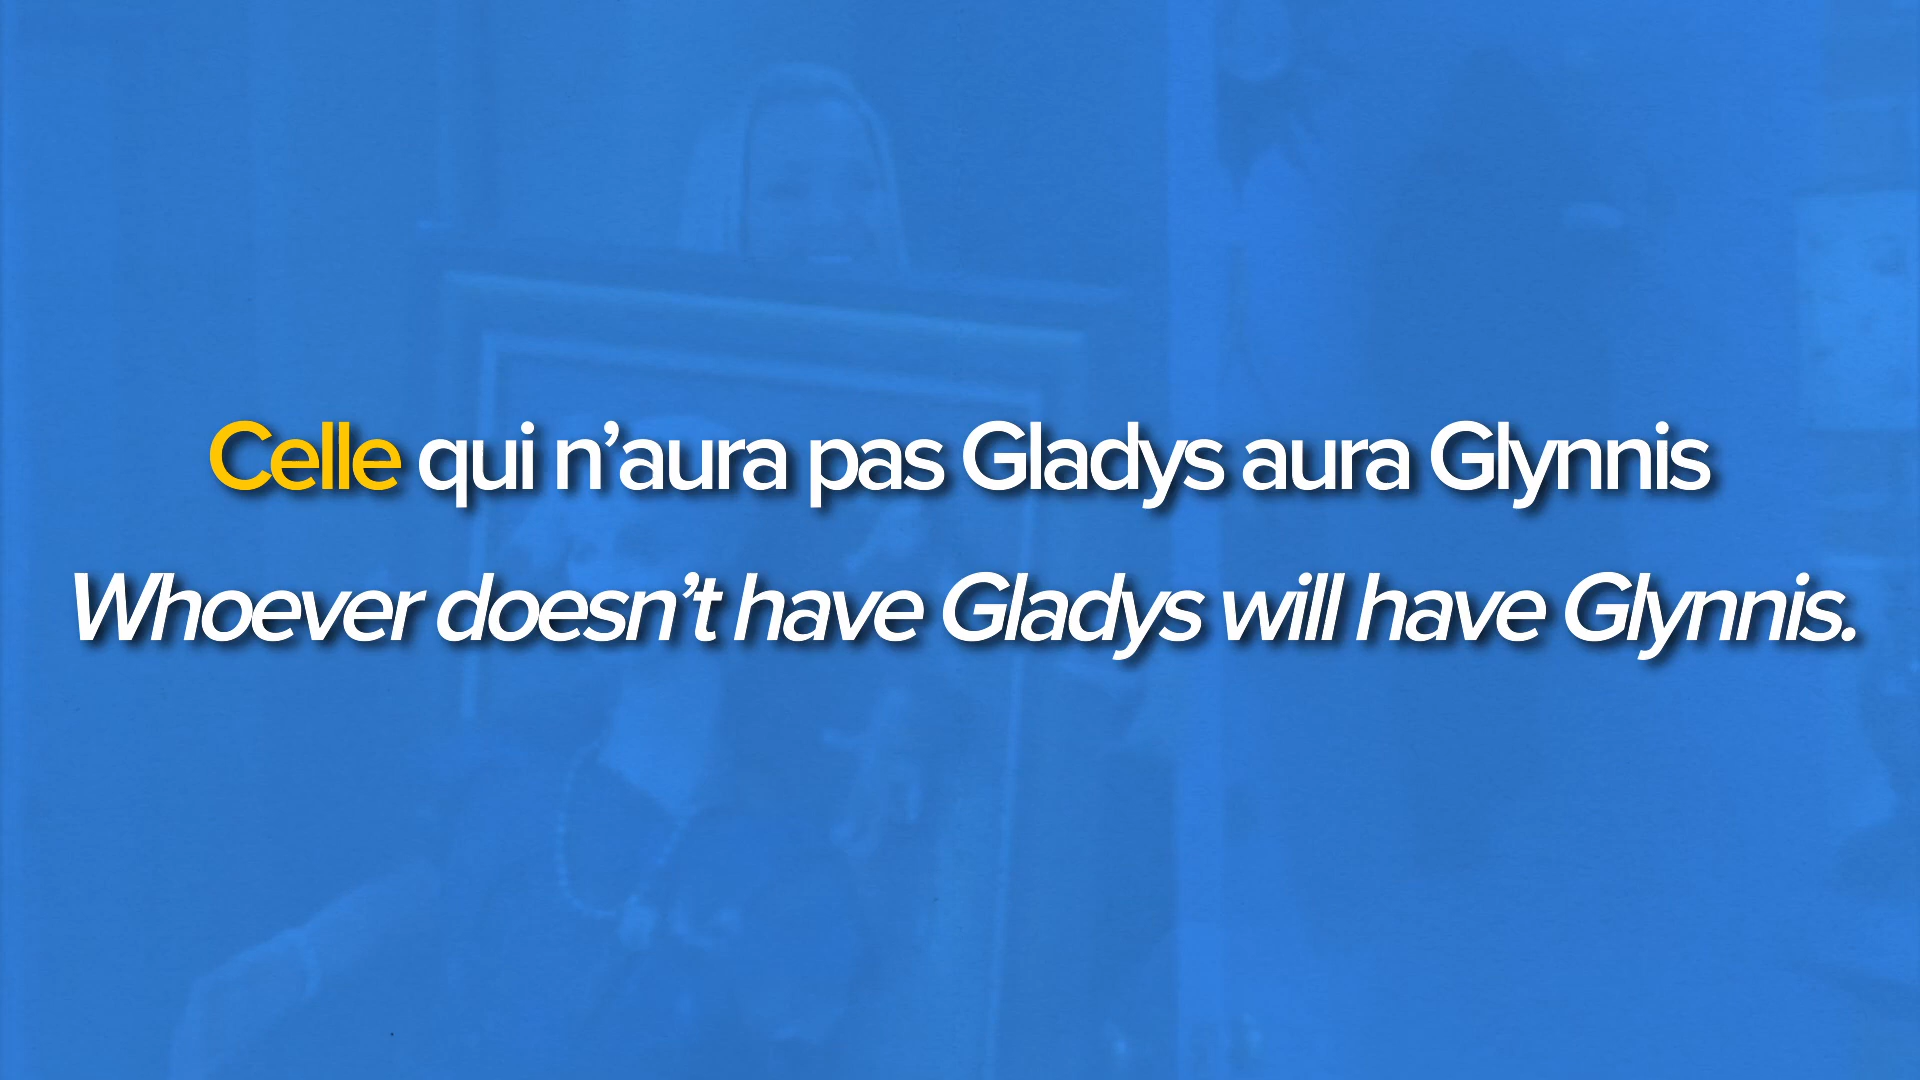 Celle qui n’aura pas Gladys aura Glynnis
Whoever doesn’t have Gladys will have Glynnis.